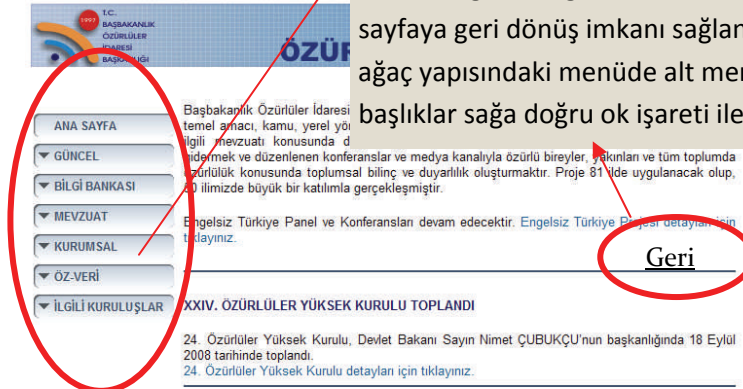 1997
T.C.
BAŞBAKANLIK
ÖZÜRLÜLER
İDARESİ
BAŞKANLIĞI
sayfaya geri dönüş imkanı
ağaç yapısındaki menüde alt
başlıklar sağa doğru ok işareti ile
ANA SAYFA
GÜNCEL
BİLGİ BANKASI
MEVZUAT
KURUMSAL
ÖZ-VERİ
İLGİLİ KURULUŞLAR
Başbakanlık Özürlüler İdaresi
temel amacı, kamu, yerel
ilgili mevzuatı konusunda
gidermek ve düzenlenen konferanslar ve medya kanalıyla özürlü bireyler, yakınları ve tüm toplumda
özürlülük konusunda toplumsal bilinç ve duyarlılık oluşturmaktır. Proje 81 ilde uygulanacak olup,
ilimizde büyük bir katılımla gerçekleşmiştir.
Engelsiz Türkiye Panel ve Konferansları devam edecektir. Engelsiz Türkiye Projesi detayları için
tıklayınız.
Geri
XXIV. ÖZÜRLÜLER YÜKSEK KURULU TOPLANDI
24. Özürlüler Yüksek Kurulu, Devlet Bakanı Sayın Nimet ÇUBUKÇU'nun başkanlığında 18 Eylül
2008 tarihinde toplandı.
24. Özürlüler Yüksek Kurulu detayları için tıklayınız.